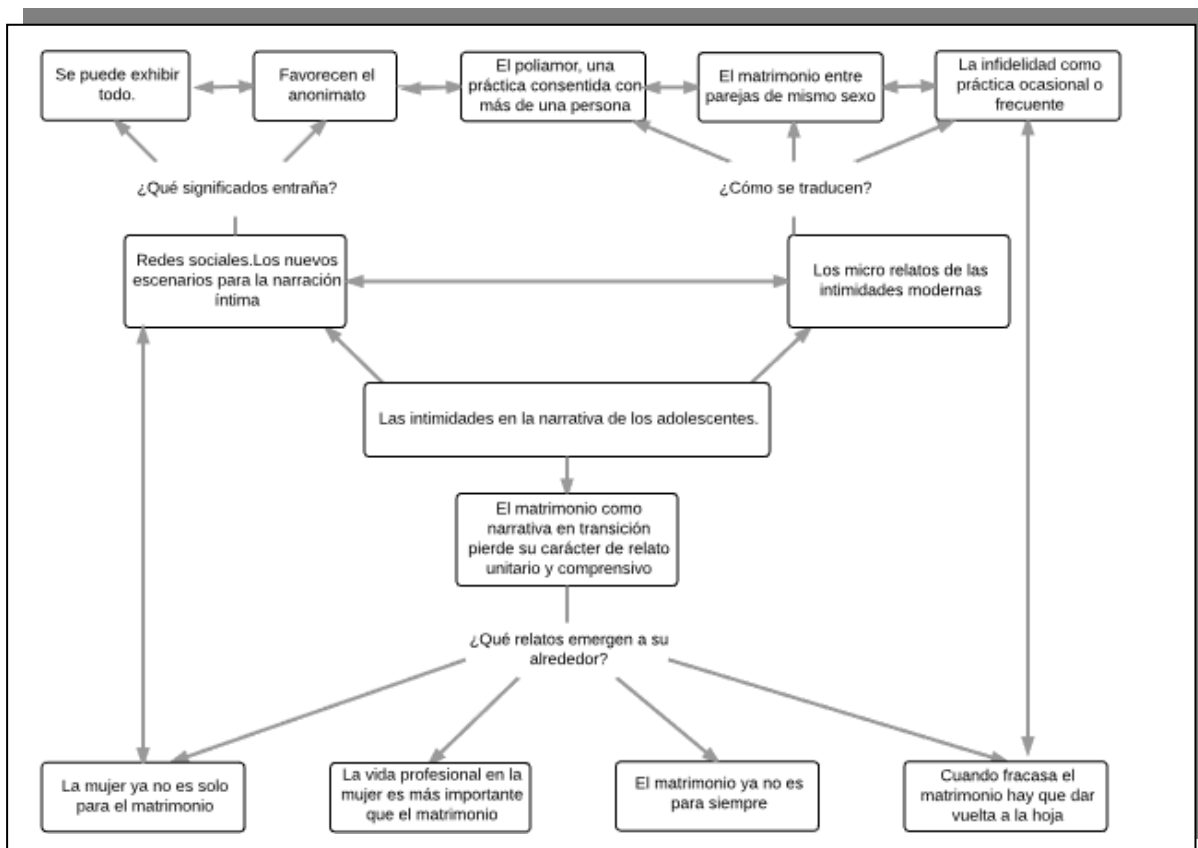 Se puede exhibir
todo.
Favorecen el
anonimato
El poliamor, una
práctica consentida con
más de una persona
El matrimonio entre
parejas de mismo sexo
La infidelidad como
práctica ocasional o
frecuente
¿Qué significados entraña?
¿Cómo se traducen?
Redes sociales.Los nuevos
escenarios para la narración
íntima
Los micro relatos de las
intimidades modernas
Las intimidades en la narrativa de los adolescentes.
El matrimonio como
narrativa en transición
pierde su carácter de relato
unitario y comprensivo
¿Qué relatos emergen a su
alrededor?
La mujer ya no es solo
para el matrimonio
La vida profesional en la
mujer es más importante
que el matrimonio
El matrimonio ya no es
para siempre
Cuando fracasa el
matrimonio hay que dar
vuelta a la hoja